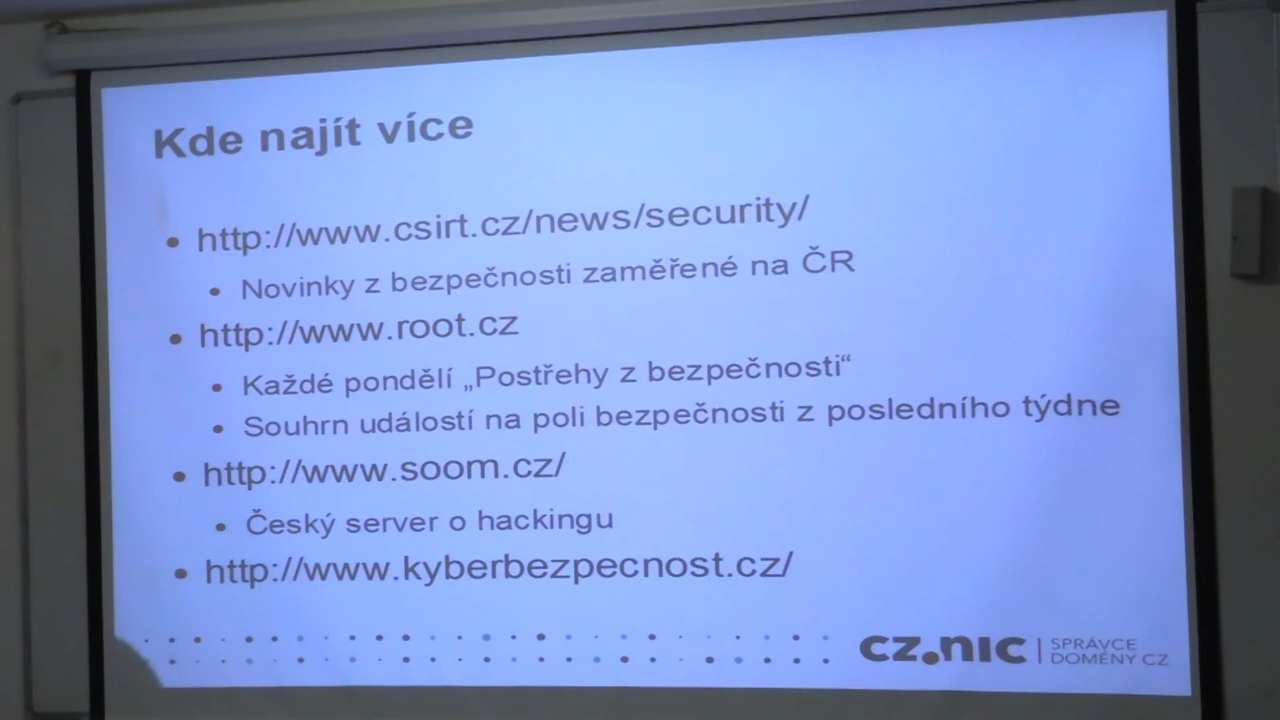 Kde najít více
• http://www.csirt.cz/news/security/
• Novinky z bezpečnosti zaměřené na ČR
• http://www.root.cz
• Každé pondělí „Postřehy z bezpečnosti“
• Souhrn událostí na poli bezpečnosti z posledního týdne
• http://www.soom.cz/
• Český server o hackingu
• http://www.kyberbezpecnost.cz/
cz.nic | SPRÁVCE
DOMÉNY CZ